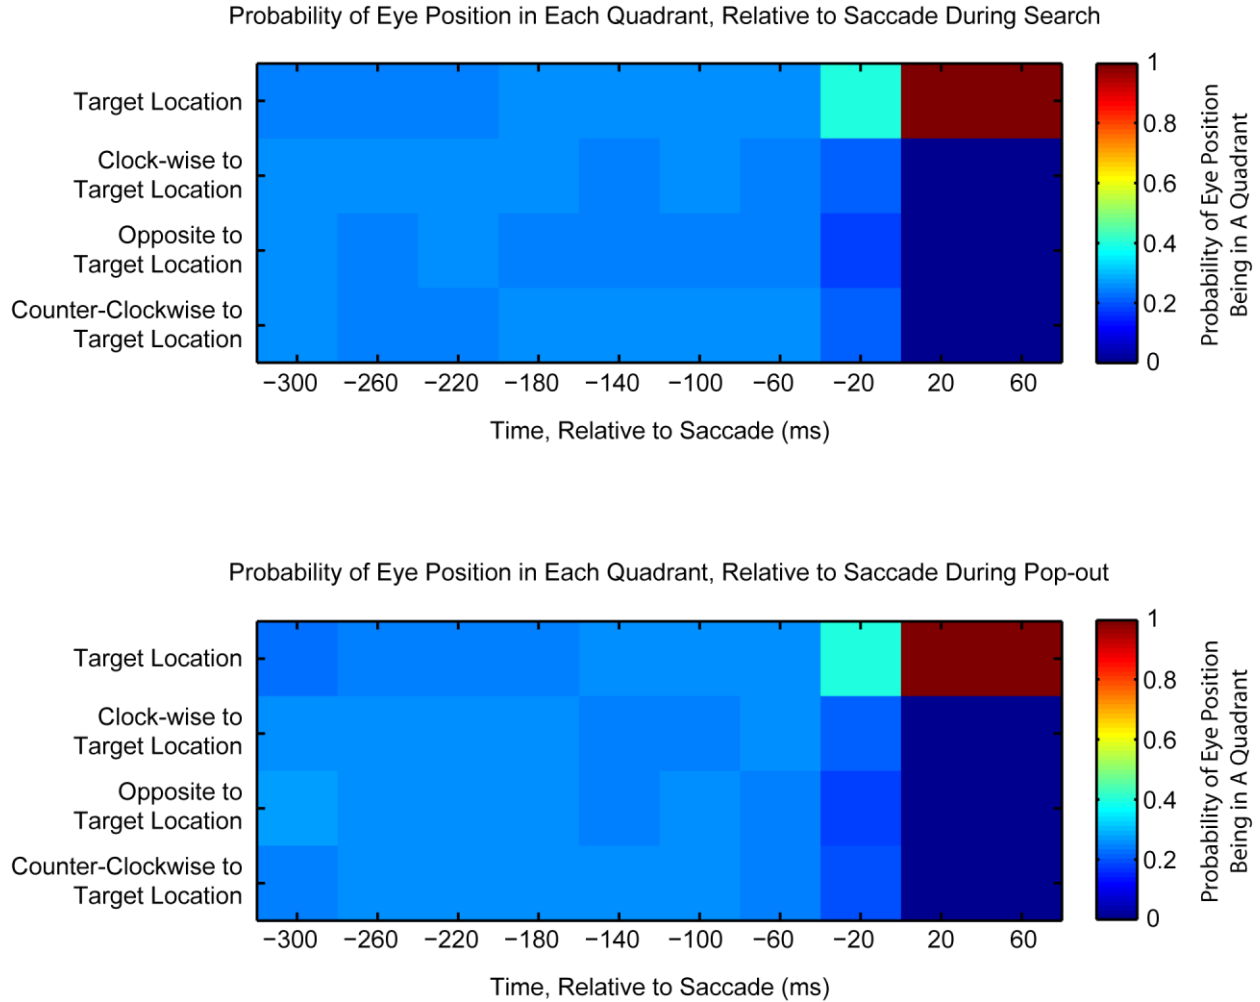 Probability of Eye Position in Each Quadrant, Relative to Saccade During Search
Target Location
Clock-wise to
Target Location
Opposite to
Target Location
Counter-Clockwise to
Target Location
−300 −260 −220 −180 −140 −100 −60 −20 20 60
Time, Relative to Saccade (ms)
1
0.8
0.6
0.4
0.2
0
Probability of Eye Position
Being in A Quadrant
Probability of Eye Position in Each Quadrant, Relative to Saccade During Pop-out
Target Location
Clock-wise to
Target Location
Opposite to
Target Location
Counter-Clockwise to
Target Location
−300 −260 −220 −180 −140 −100 −60 −20 20 60
Time, Relative to Saccade (ms)
1
0.8
0.6
0.4
0.2
0
Probability of Eye Position
Being in A Quadrant